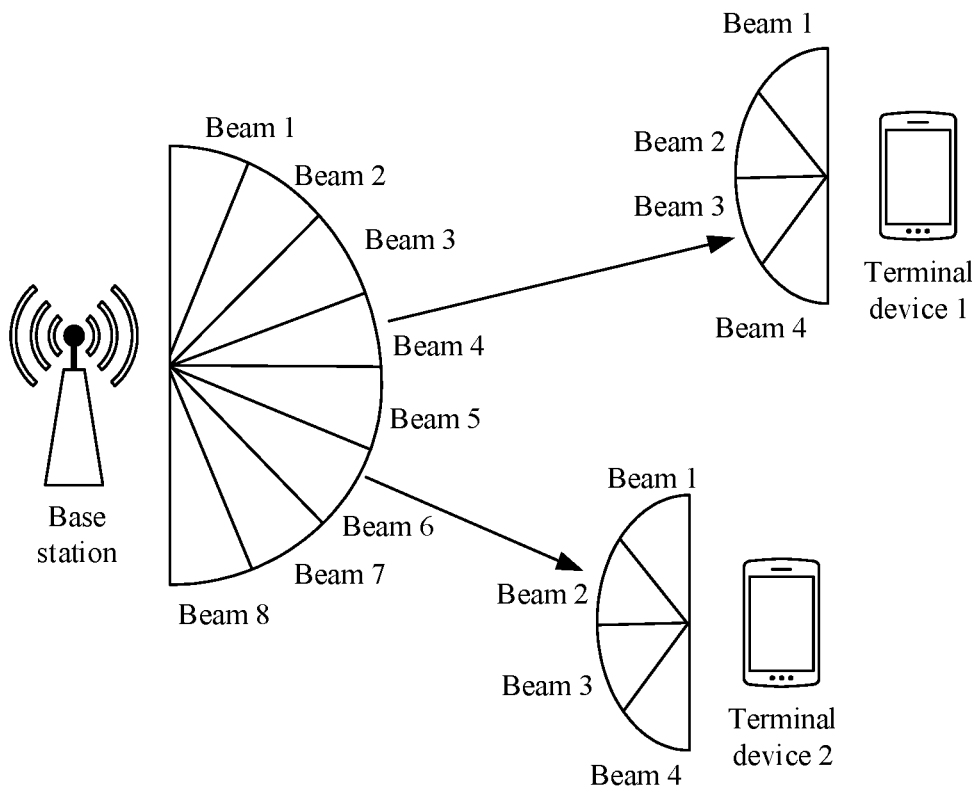 Beam 1
Beam 2
Beam 3
Beam 4
Beam 5
Beam 6
Beam 7
Beam 8
Base
station
Beam 1
Beam 2
Beam 3
Beam 4
Terminal
device 1
Beam 1
Beam 2
Beam 3
Beam 4
Terminal
device 2